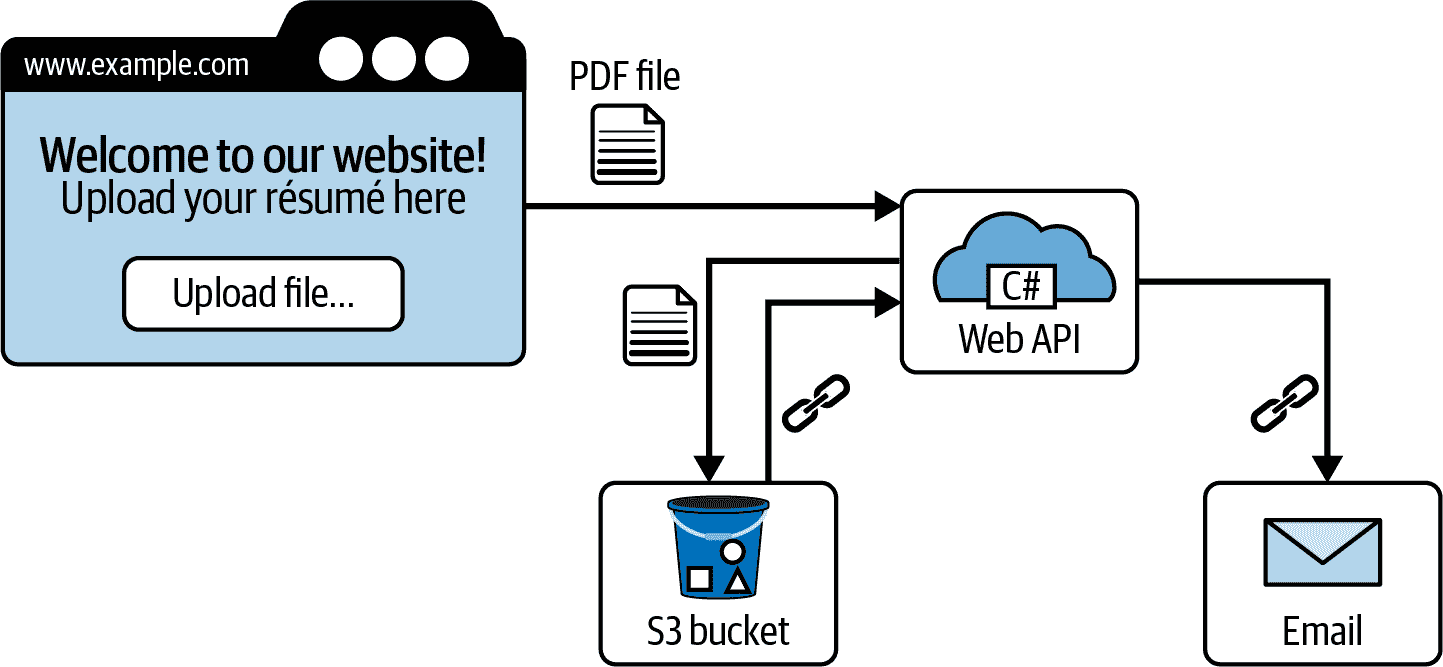 www.example.com
PDF file
Welcome to our website!
Upload your résumé here
Upload file...
C#
Web API
S3 bucket
Email